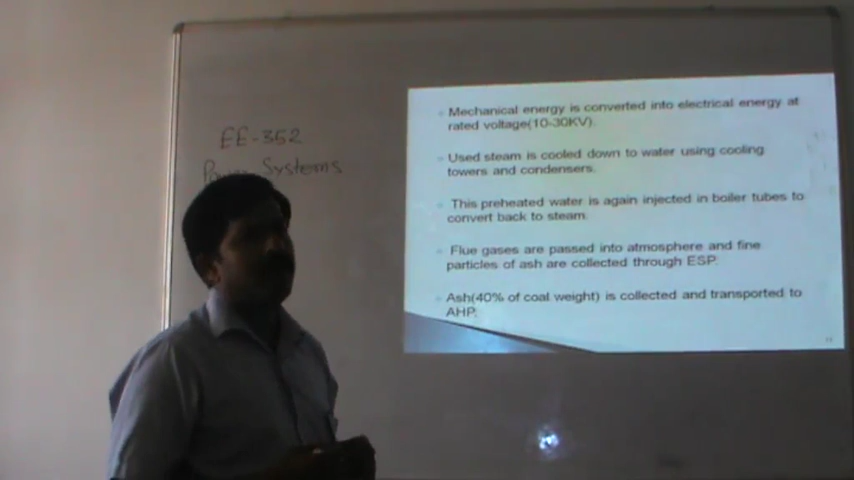 EE-352
Power Systems
Mechanical energy is converted into electrical energy at
rated voltage(10-30KV).
Used steam is cooled down to water using cooling
towers and condensers.
This preheated water is again injected in boiler tubes to
convert back to steam.
Flue gases are passed into atmosphere and fine
particles of ash are collected through ESP.
Ash(40% of coal weight) is collected and transported to
AHP.